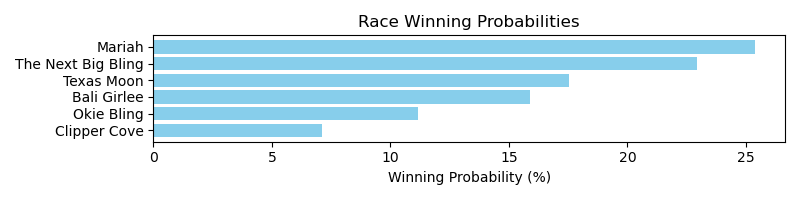 Race Winning Probabilities
Mariah
The Next Big Bling
Texas Moon
Bali Girlee
Okie Bling
Clipper Cove
0 5 10 15 20 25
Winning Probability (%)